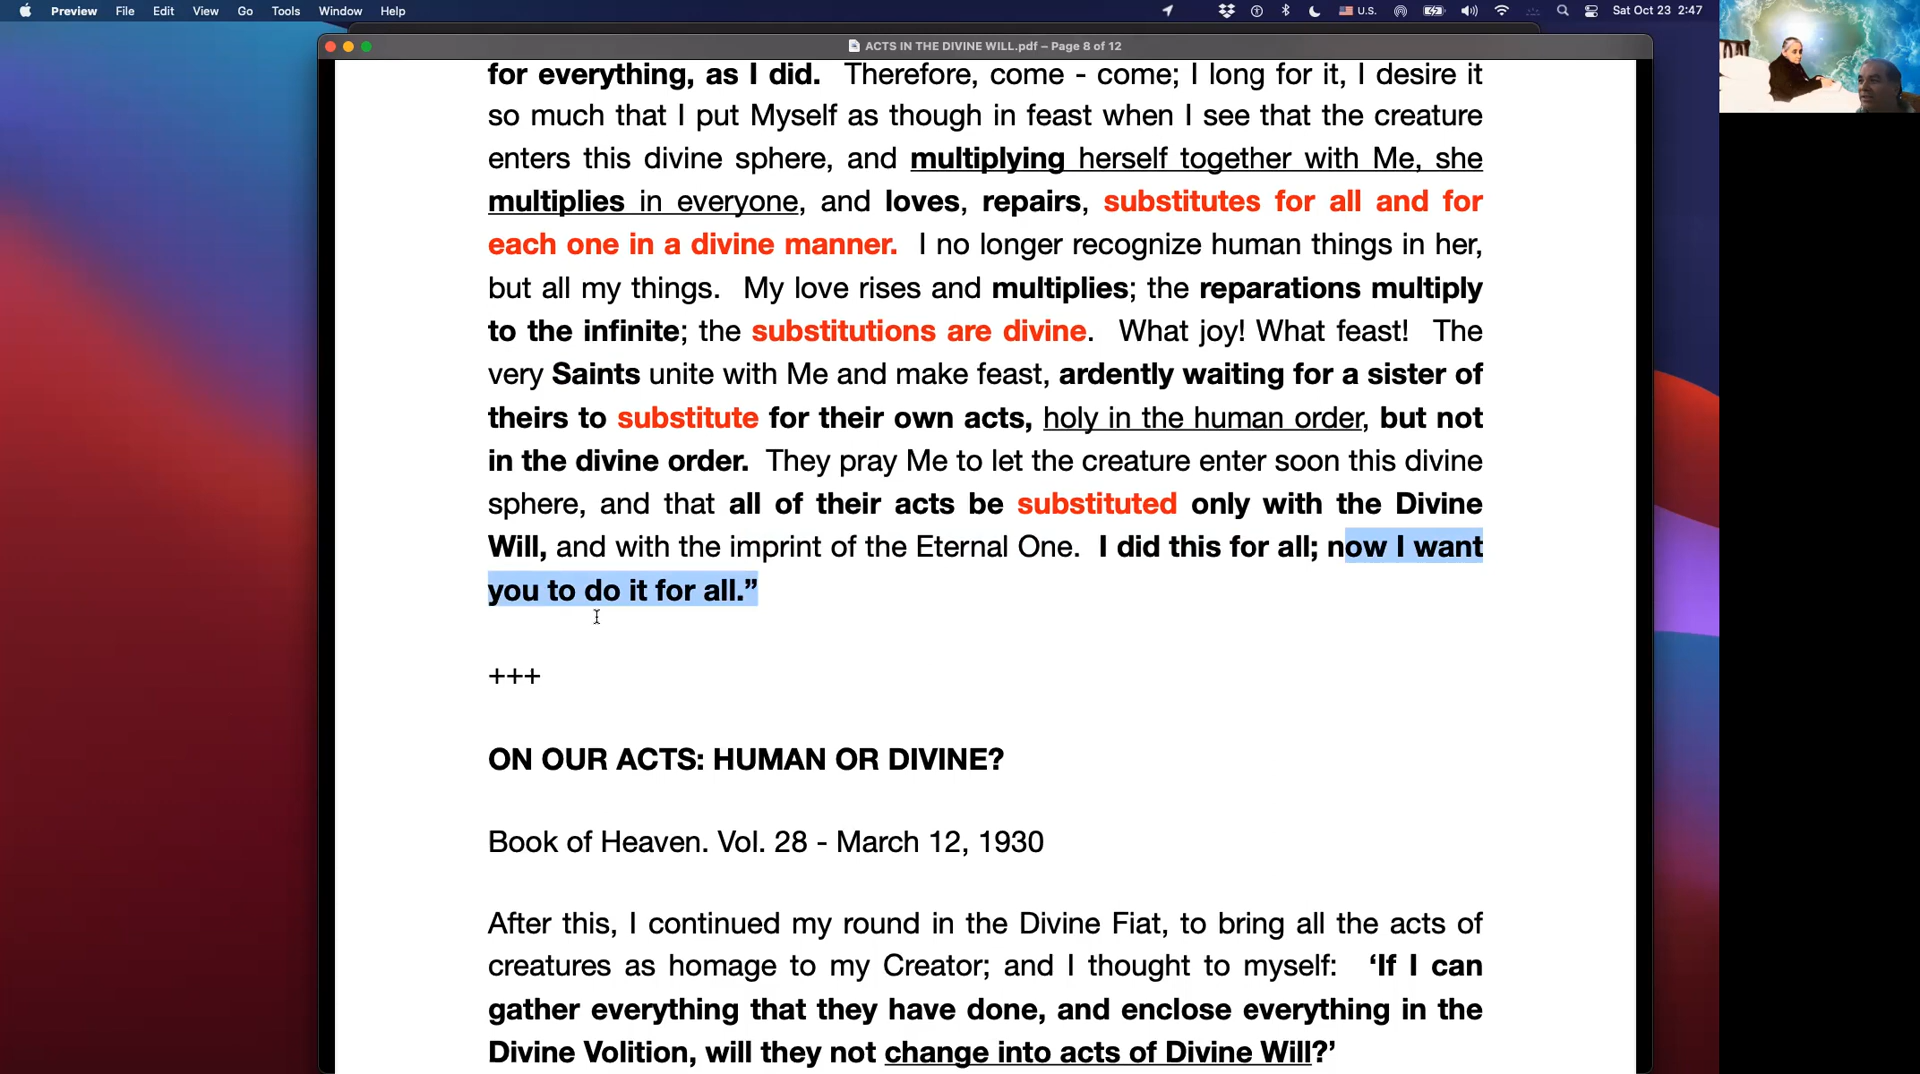 Preview File Edit View Go Tools Window Help U.S. Sat Oct 23 2:47
ACTS IN THE DIVINE WILL.pdf – Page 8 of 12
for everything, as I did. Therefore, come - come; I long for it, I desire it
so much that I put Myself as though in feast when I see that the creature
enters this divine sphere, and multiplying herself together with Me, she
multiplies in everyone, and loves, repairs, substitutes for all and for
each one in a divine manner. I no longer recognize human things in her,
but all my things. My love rises and multiplies; the reparations multiply
to the infinite; the substitutions are divine. What joy! What feast! The
very Saints unite with Me and make feast, ardently waiting for a sister of
theirs to substitute for their own acts, holy in the human order, but not
in the divine order. They pray Me to let the creature enter soon this divine
sphere, and that all of their acts be substituted only with the Divine
Will, and with the imprint of the Eternal One. I did this for all; now I want
you to do it for all.”
+++
ON OUR ACTS: HUMAN OR DIVINE?
Book of Heaven. Vol. 28 - March 12, 1930
After this, I continued my round in the Divine Fiat, to bring all the acts of
creatures as homage to my Creator; and I thought to myself: ‘If I can
gather everything that they have done, and enclose everything in the
Divine Volition, will they not change into acts of Divine Will?’